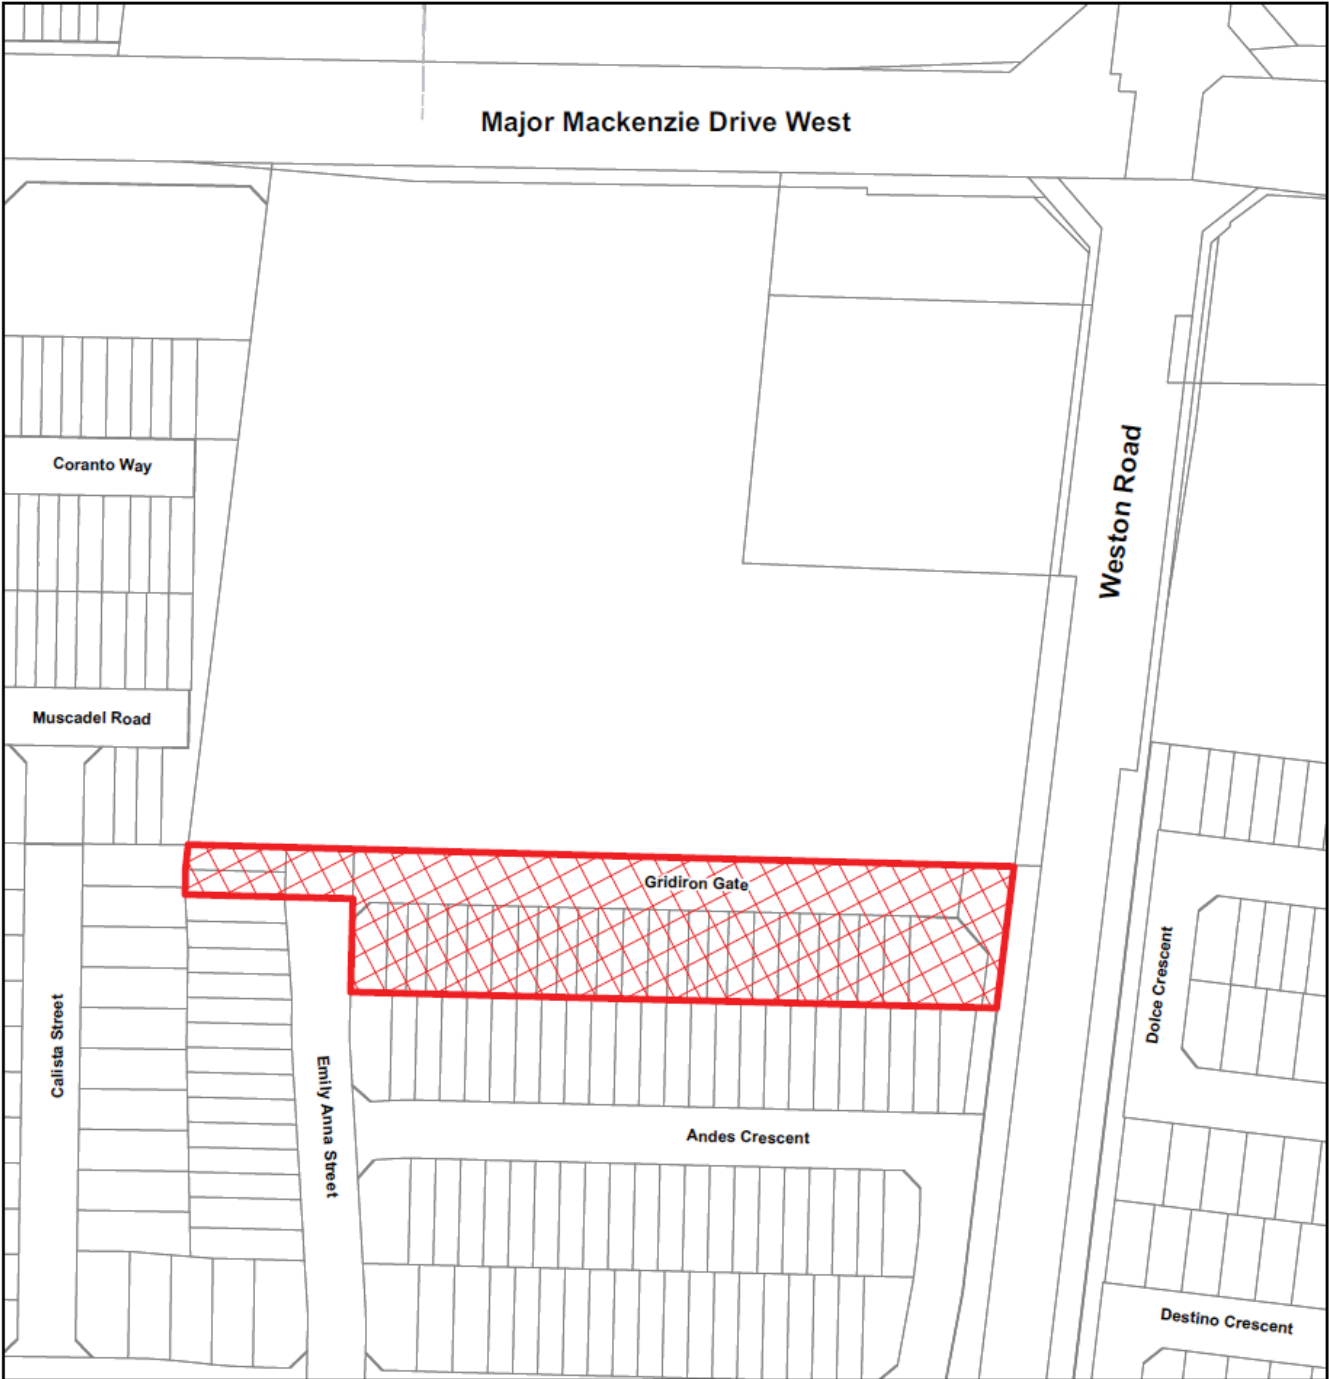 Major Mackenzie Drive West
Coranto Way
Weston Road
Muscadel Road
Gridiron Gate
Dolce Crescent
Calista Street
Emily Anna Street
Andes Crescent
Destino Crescent